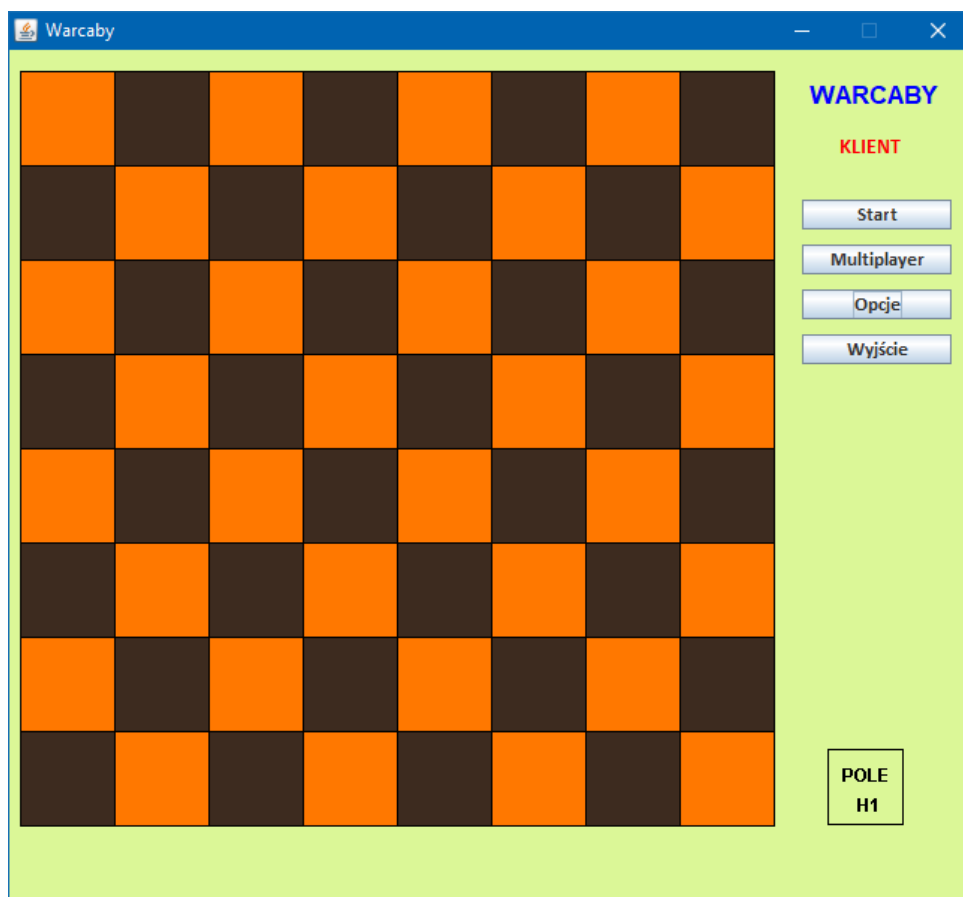 Warcaby
WARCABY
KLIENT
Start
Multiplayer
Opcje
Wyjście
POLE
H1